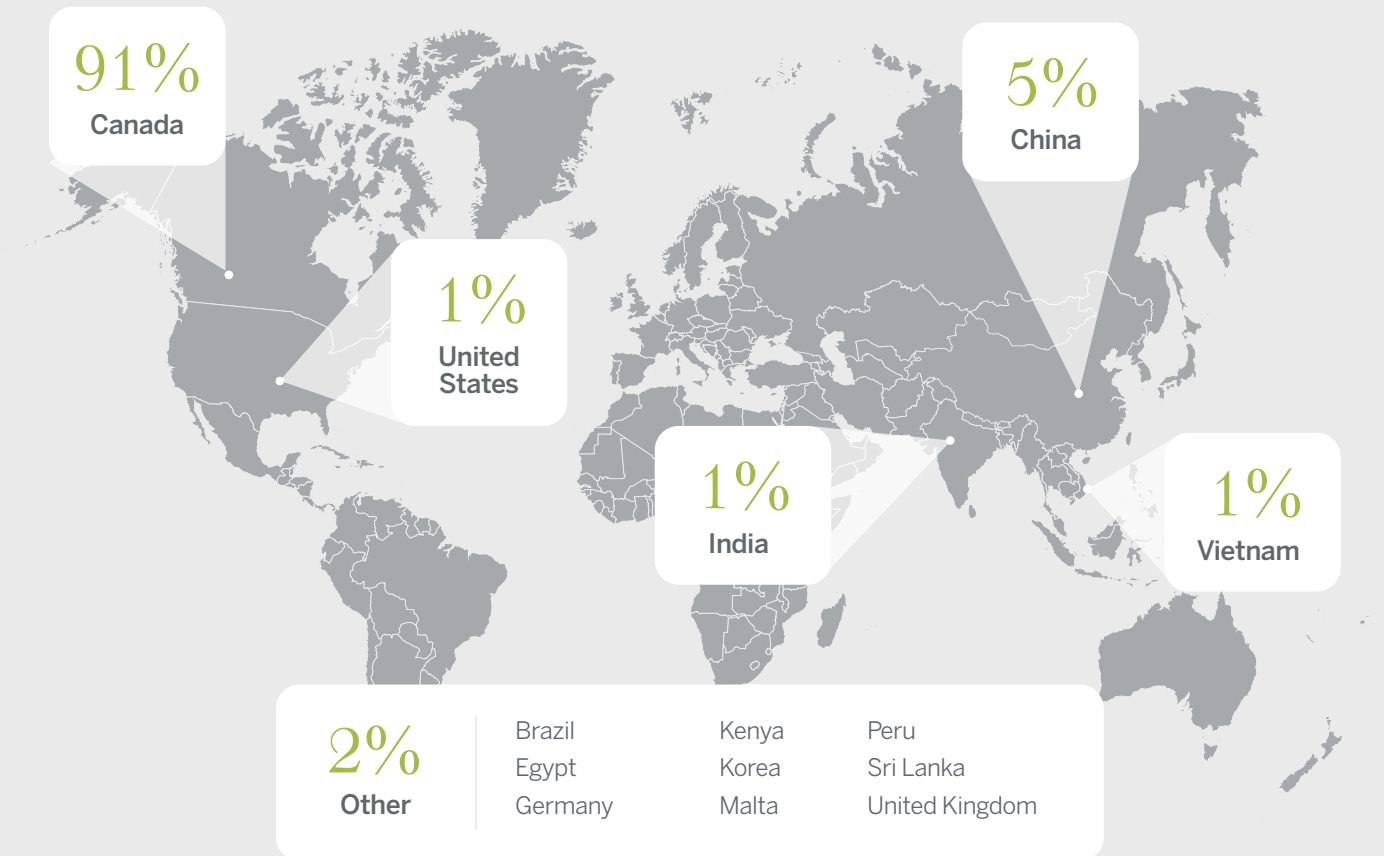 91%
Canada
5%
China
1%
United
States
1%
India
1%
Vietnam
2%
Other
Brazil
Egypt
Germany
Kenya
Korea
Malta
Peru
Sri Lanka
United Kingdom